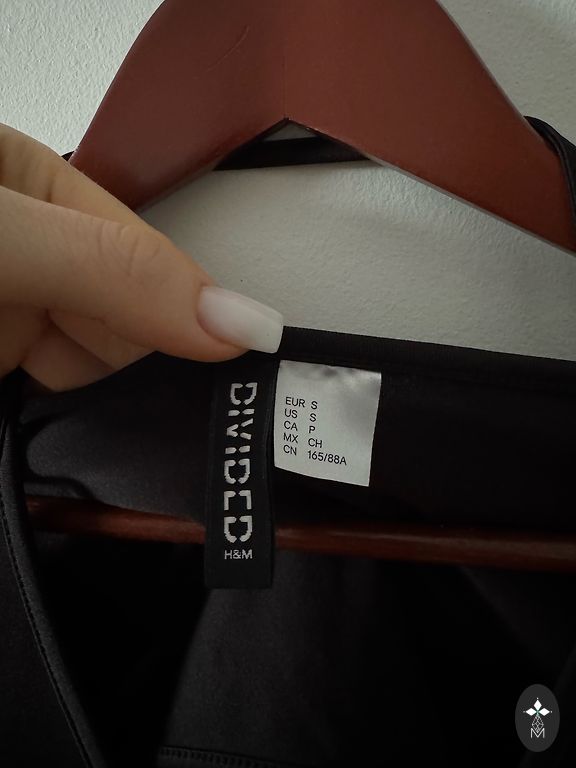 DIVIDED
H&M
EUR S
US S
CA P
MX CH
CN 165/88A
M